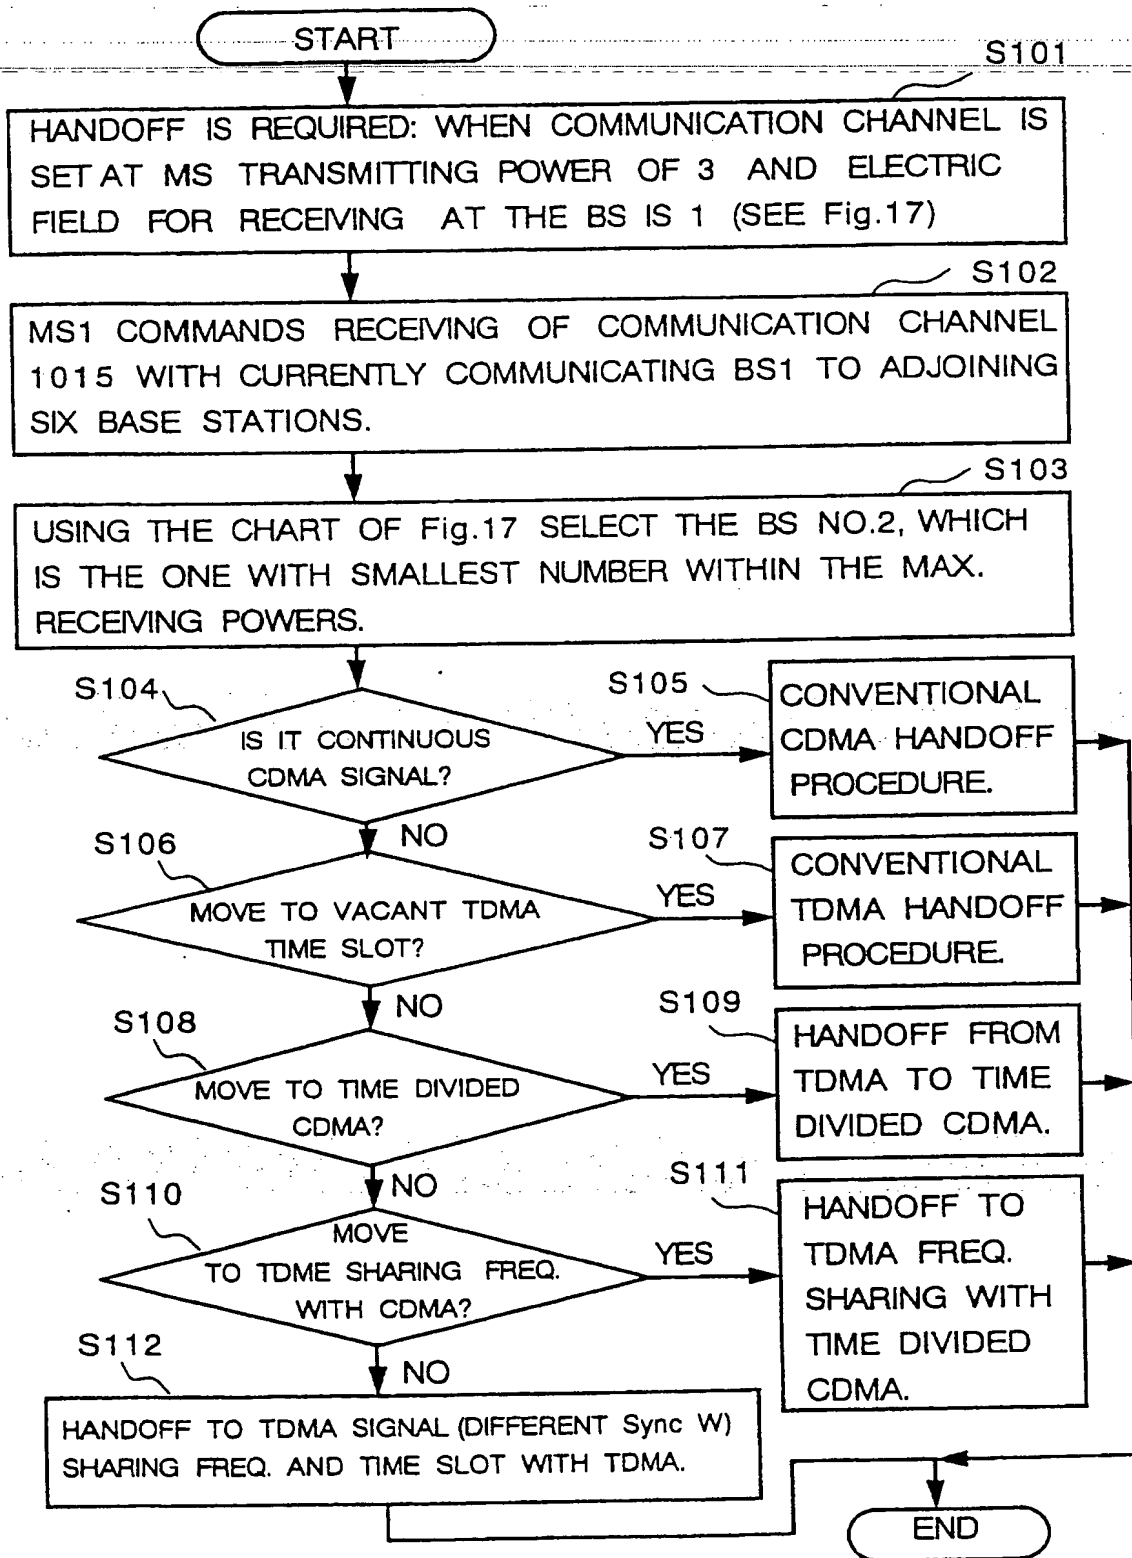 START
S101
HANDOFF IS REQUIRED: WHEN COMMUNICATION CHANNEL IS
SET AT MS TRANSMITTING POWER OF 3 AND ELECTRIC
FIELD FOR RECEIVING AT THE BS IS 1 (SEE Fig.17)
S102
MS1 COMMANDS RECEIVING OF COMMUNICATION CHANNEL
1015 WITH CURRENTLY COMMUNICATING BS1 TO ADJOINING
SIX BASE STATIONS.
S103
USING THE CHART OF Fig.17 SELECT THE BS NO.2, WHICH
IS THE ONE WITH SMALLEST NUMBER WITHIN THE MAX.
RECEIVING POWERS.
S104
IS IT CONTINUOUS
CDMA SIGNAL?
YES
S105
CONVENTIONAL
CDMA HANDOFF
PROCEDURE.
NO
S106
MOVE TO VACANT TDMA
TIME SLOT?
YES
S107
CONVENTIONAL
TDMA HANDOFF
PROCEDURE.
NO
S108
MOVE TO TIME DIVIDED
CDMA?
YES
S109
HANDOFF FROM
TDMA TO TIME
DIVIDED CDMA.
NO
S110
MOVE
TO TDME SHARING FREQ.
WITH CDMA?
YES
S111
HANDOFF TO
TDMA FREQ.
SHARING WITH
TIME DIVIDED
CDMA.
NO
S112
HANDOFF TO TDMA SIGNAL (DIFFERENT Sync W)
SHARING FREQ. AND TIME SLOT WITH TDMA.
END